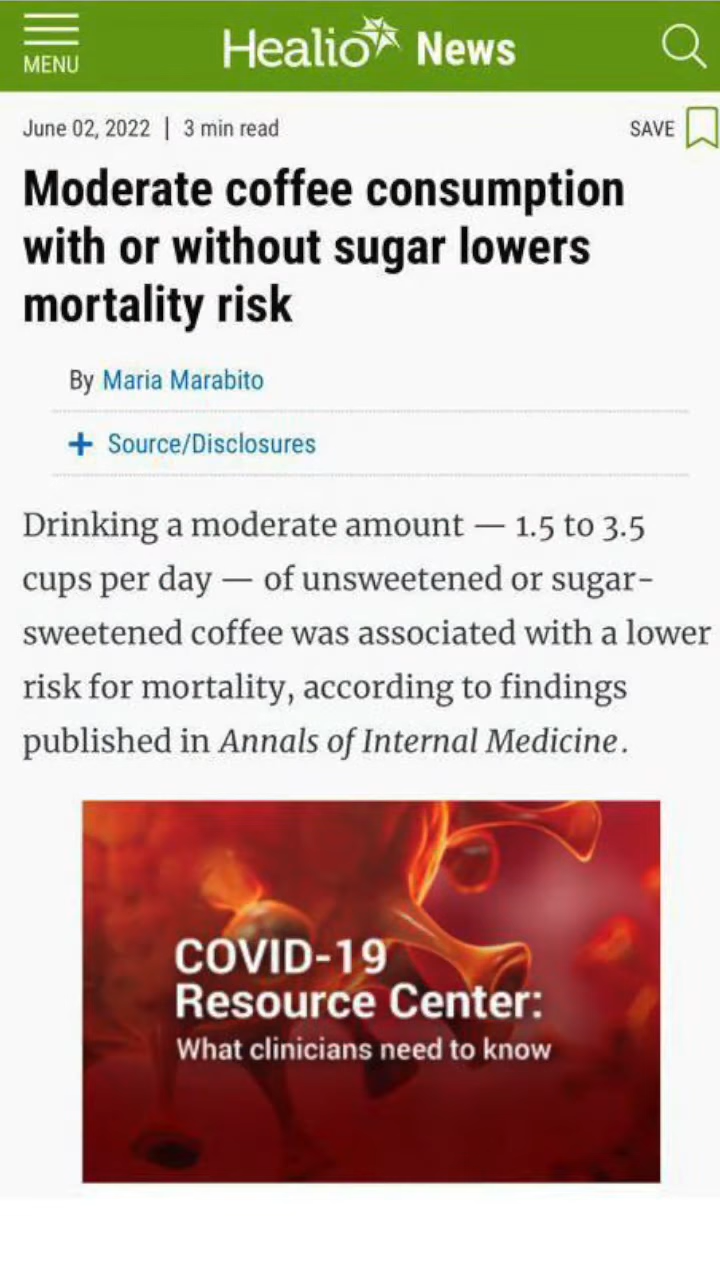 MENU
Healio News
June 02, 2022 | 3 min read
SAVE
Moderate coffee consumption
with or without sugar lowers
mortality risk
By Maria Marabito
+ Source/Disclosures
Drinking a moderate amount — 1.5 to 3.5
cups per day — of unsweetened or sugar-
sweetened coffee was associated with a lower
risk for mortality, according to findings
published in Annals of Internal Medicine.
COVID-19
Resource Center:
What clinicians need to know